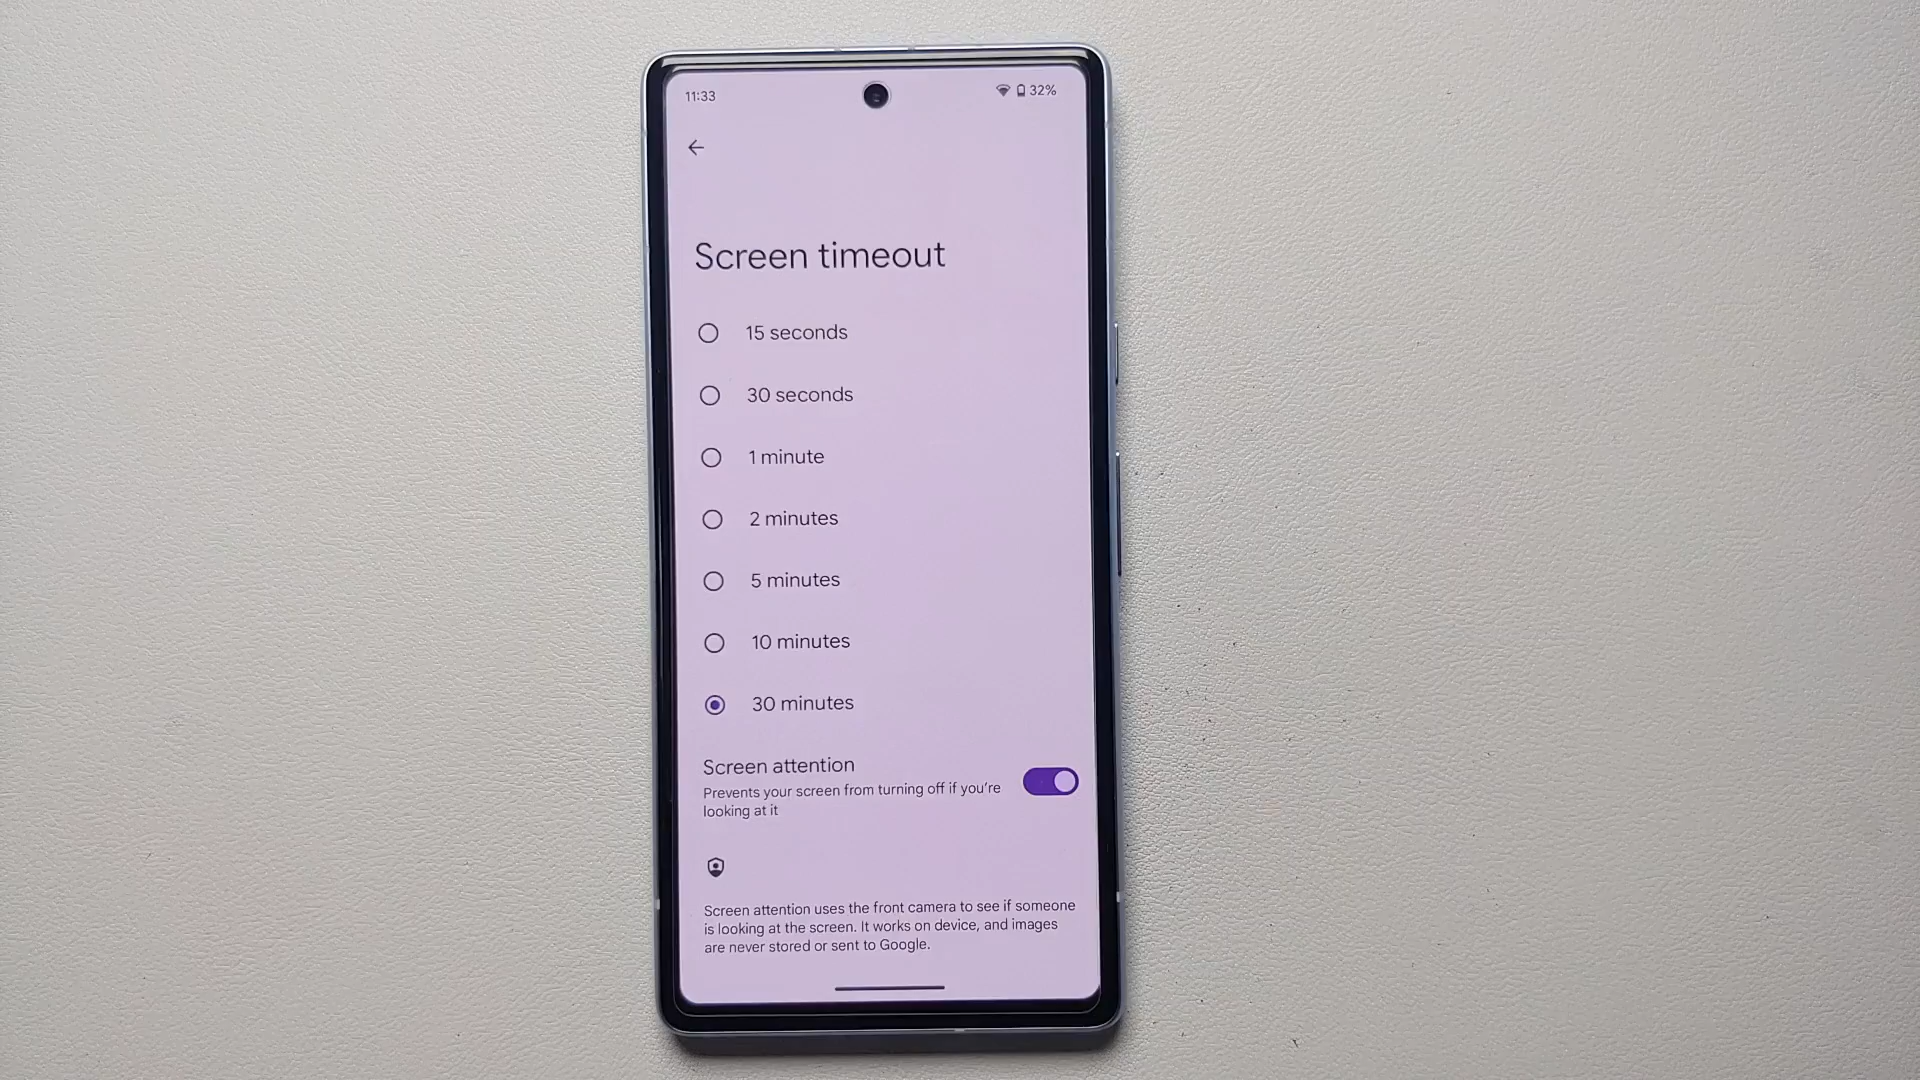 11:33
32%
Screen timeout
15 seconds
30 seconds
1 minute
2 minutes
5 minutes
10 minutes
30 minutes
Screen attention
Prevents your screen from turning off if you're
looking at it
Screen attention uses the front camera to see if someone
is looking at the screen. It works on device, and images
are never stored or sent to Google.